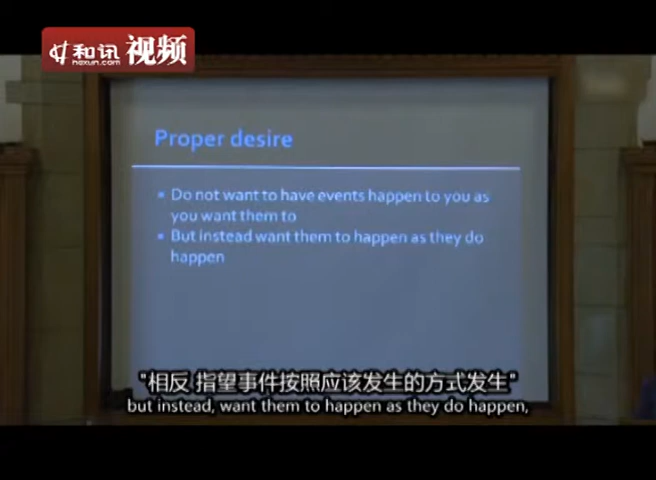 和讯 视频
hexun.com
Proper desire
Do not want to have events happen to you as
you want them to
But instead want them to happen as they do
happen
"相反 指望事件按照应该发生的方式发生"
but instead, want them to happen as they do happen,